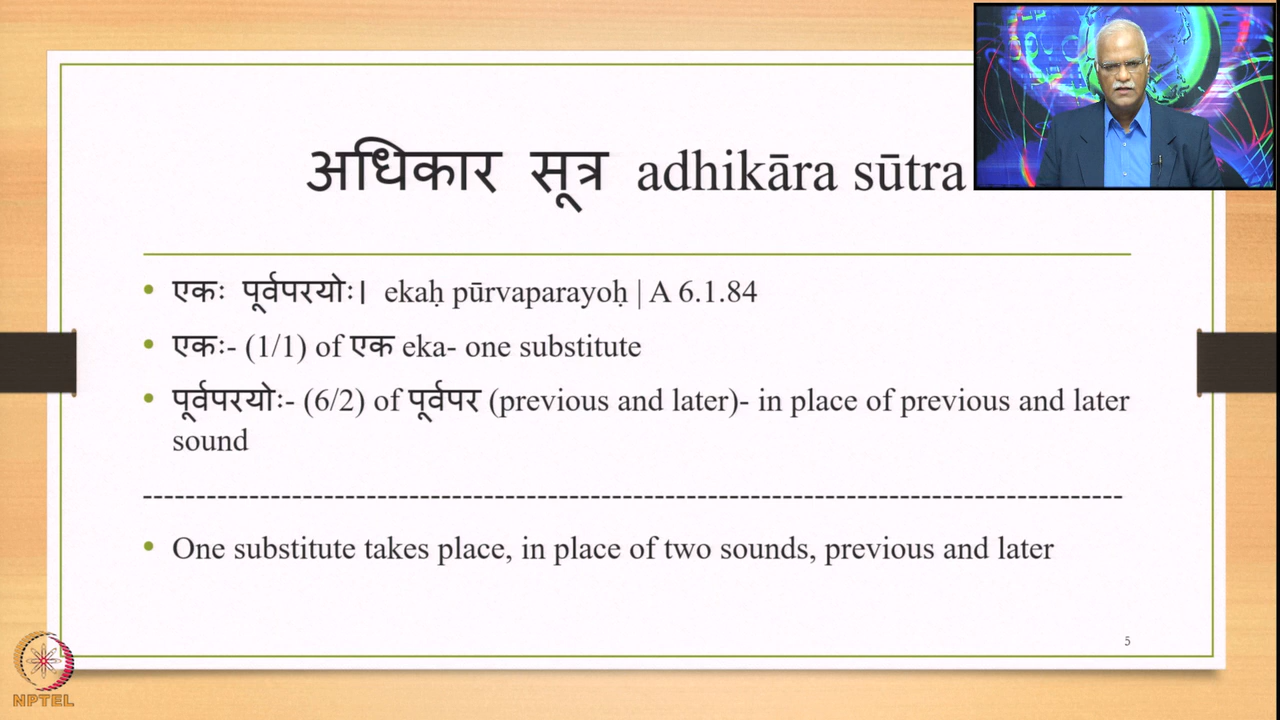 अधिकार सूत्र adhikāra sūtra
• एकः पूर्वपरयोः। ekaḥ pūrvaparayoḥ | A 6.1.84
• एकः- (1/1) of एक eka- one substitute
• पूर्वपरयोः- (6/2) of पूर्वपर (previous and later)- in place of previous and later
sound
• One substitute takes place, in place of two sounds, previous and later
5
NPTEL